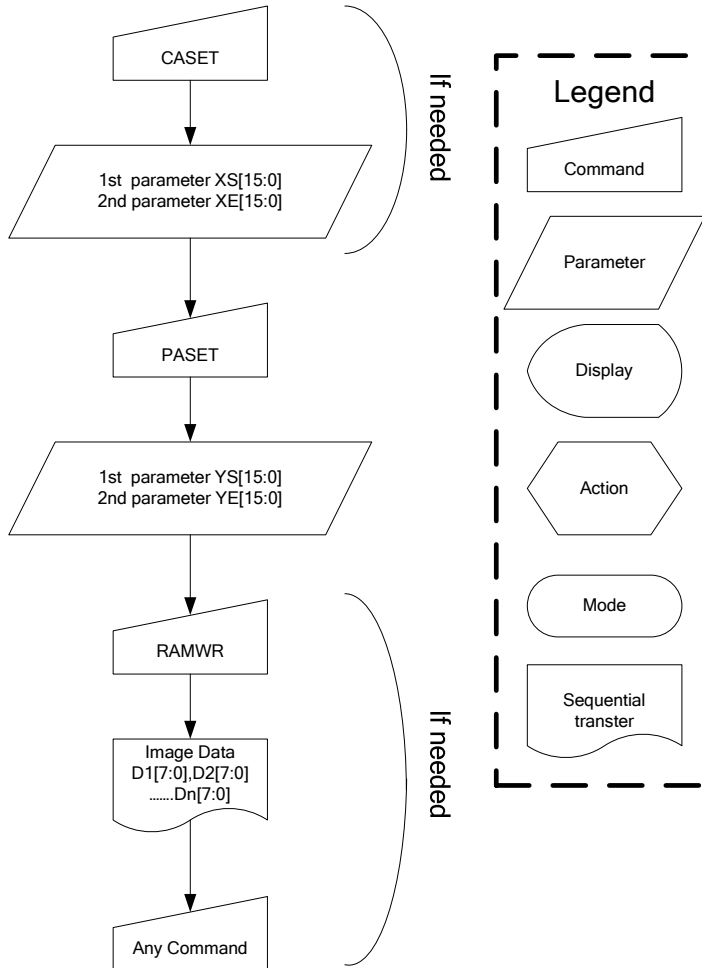 CASET
1st parameter XS[15:0]
2nd parameter XE[15:0]
If needed
PASET
1st parameter YS[15:0]
2nd parameter YE[15:0]
RAMWR
Image Data
D1[7:0],D2[7:0]
.......Dn[7:0]
Any Command
If needed
Legend
Command
Parameter
Display
Action
Mode
Sequential
transter